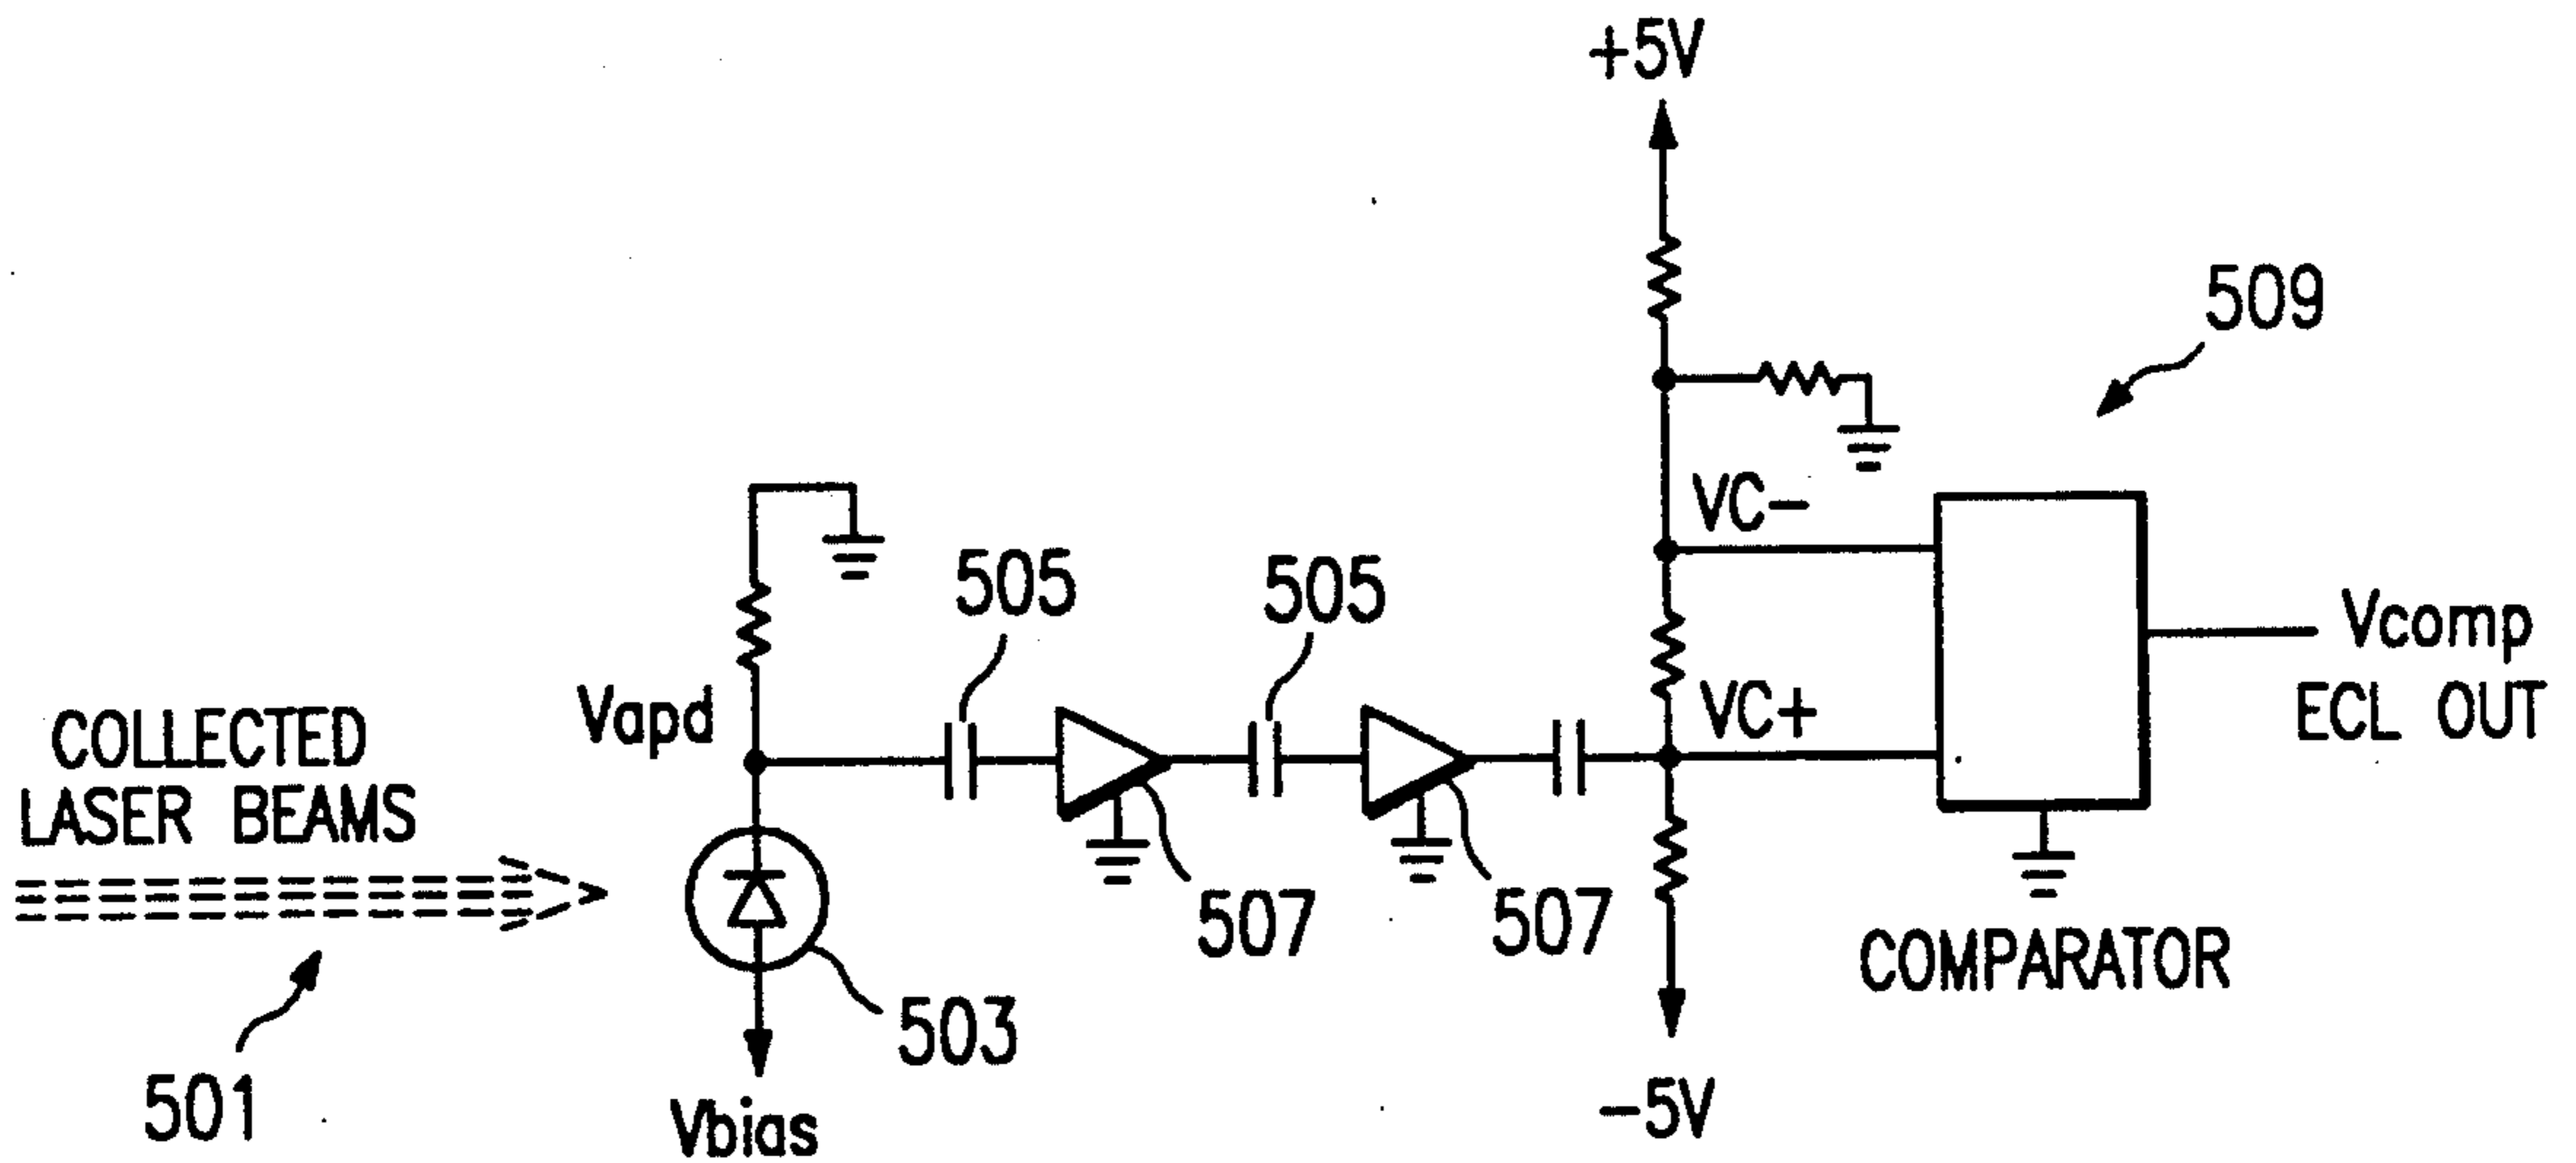 +5V
509
VC-
505
505
Vcomp
ECL OUT
Vapd
VC+
COLLECTED
LASER BEAMS
507
507
COMPARATOR
503
501
Vbias
-5V